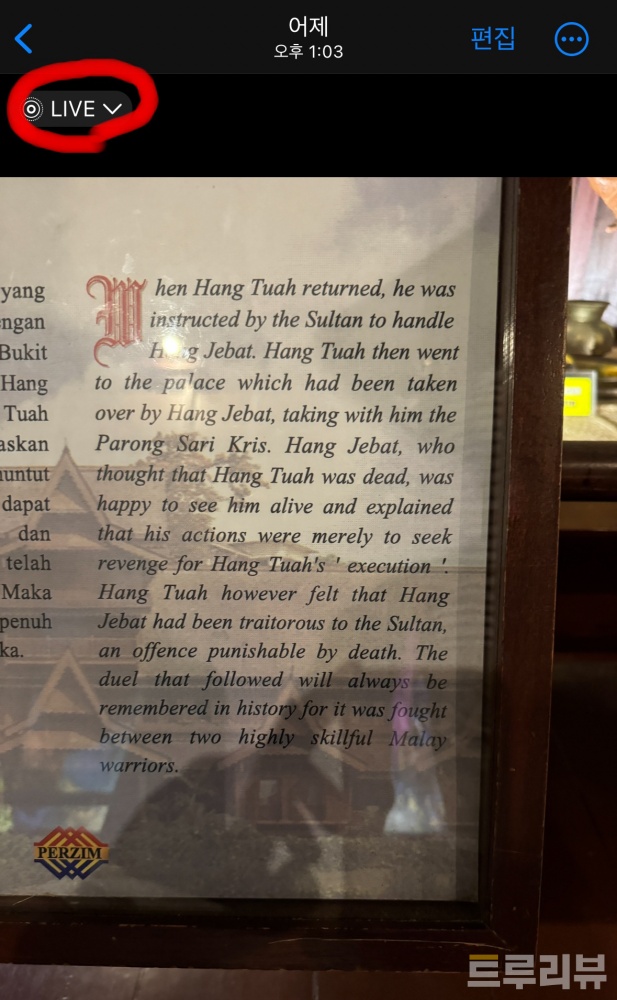 어제
오후 1:03
편집
LIVE
yang
ngan
Bukit
Hang
Tuah
askan
nuntut
dapat
dan
telah
Maka
penuh
ka.
When Hang Tuah returned, he was
instructed by the Sultan to handle
Hang Jebat. Hang Tuah then went
to the palace which had been taken
over by Hang Jebat, taking with him the
Parong Sari Kris. Hang Jebat, who
thought that Hang Tuah was dead, was
happy to see him alive and explained
that his actions were merely to seek
revenge for Hang Tuah's ' execution '.
Hang Tuah however felt that Hang
Jebat had been traitorous to the Sultan,
an offence punishable by death. The
duel that followed will always be
remembered in history for it was fought
between two highly skillful Malay
warriors.
PERZIM
트루리뷰